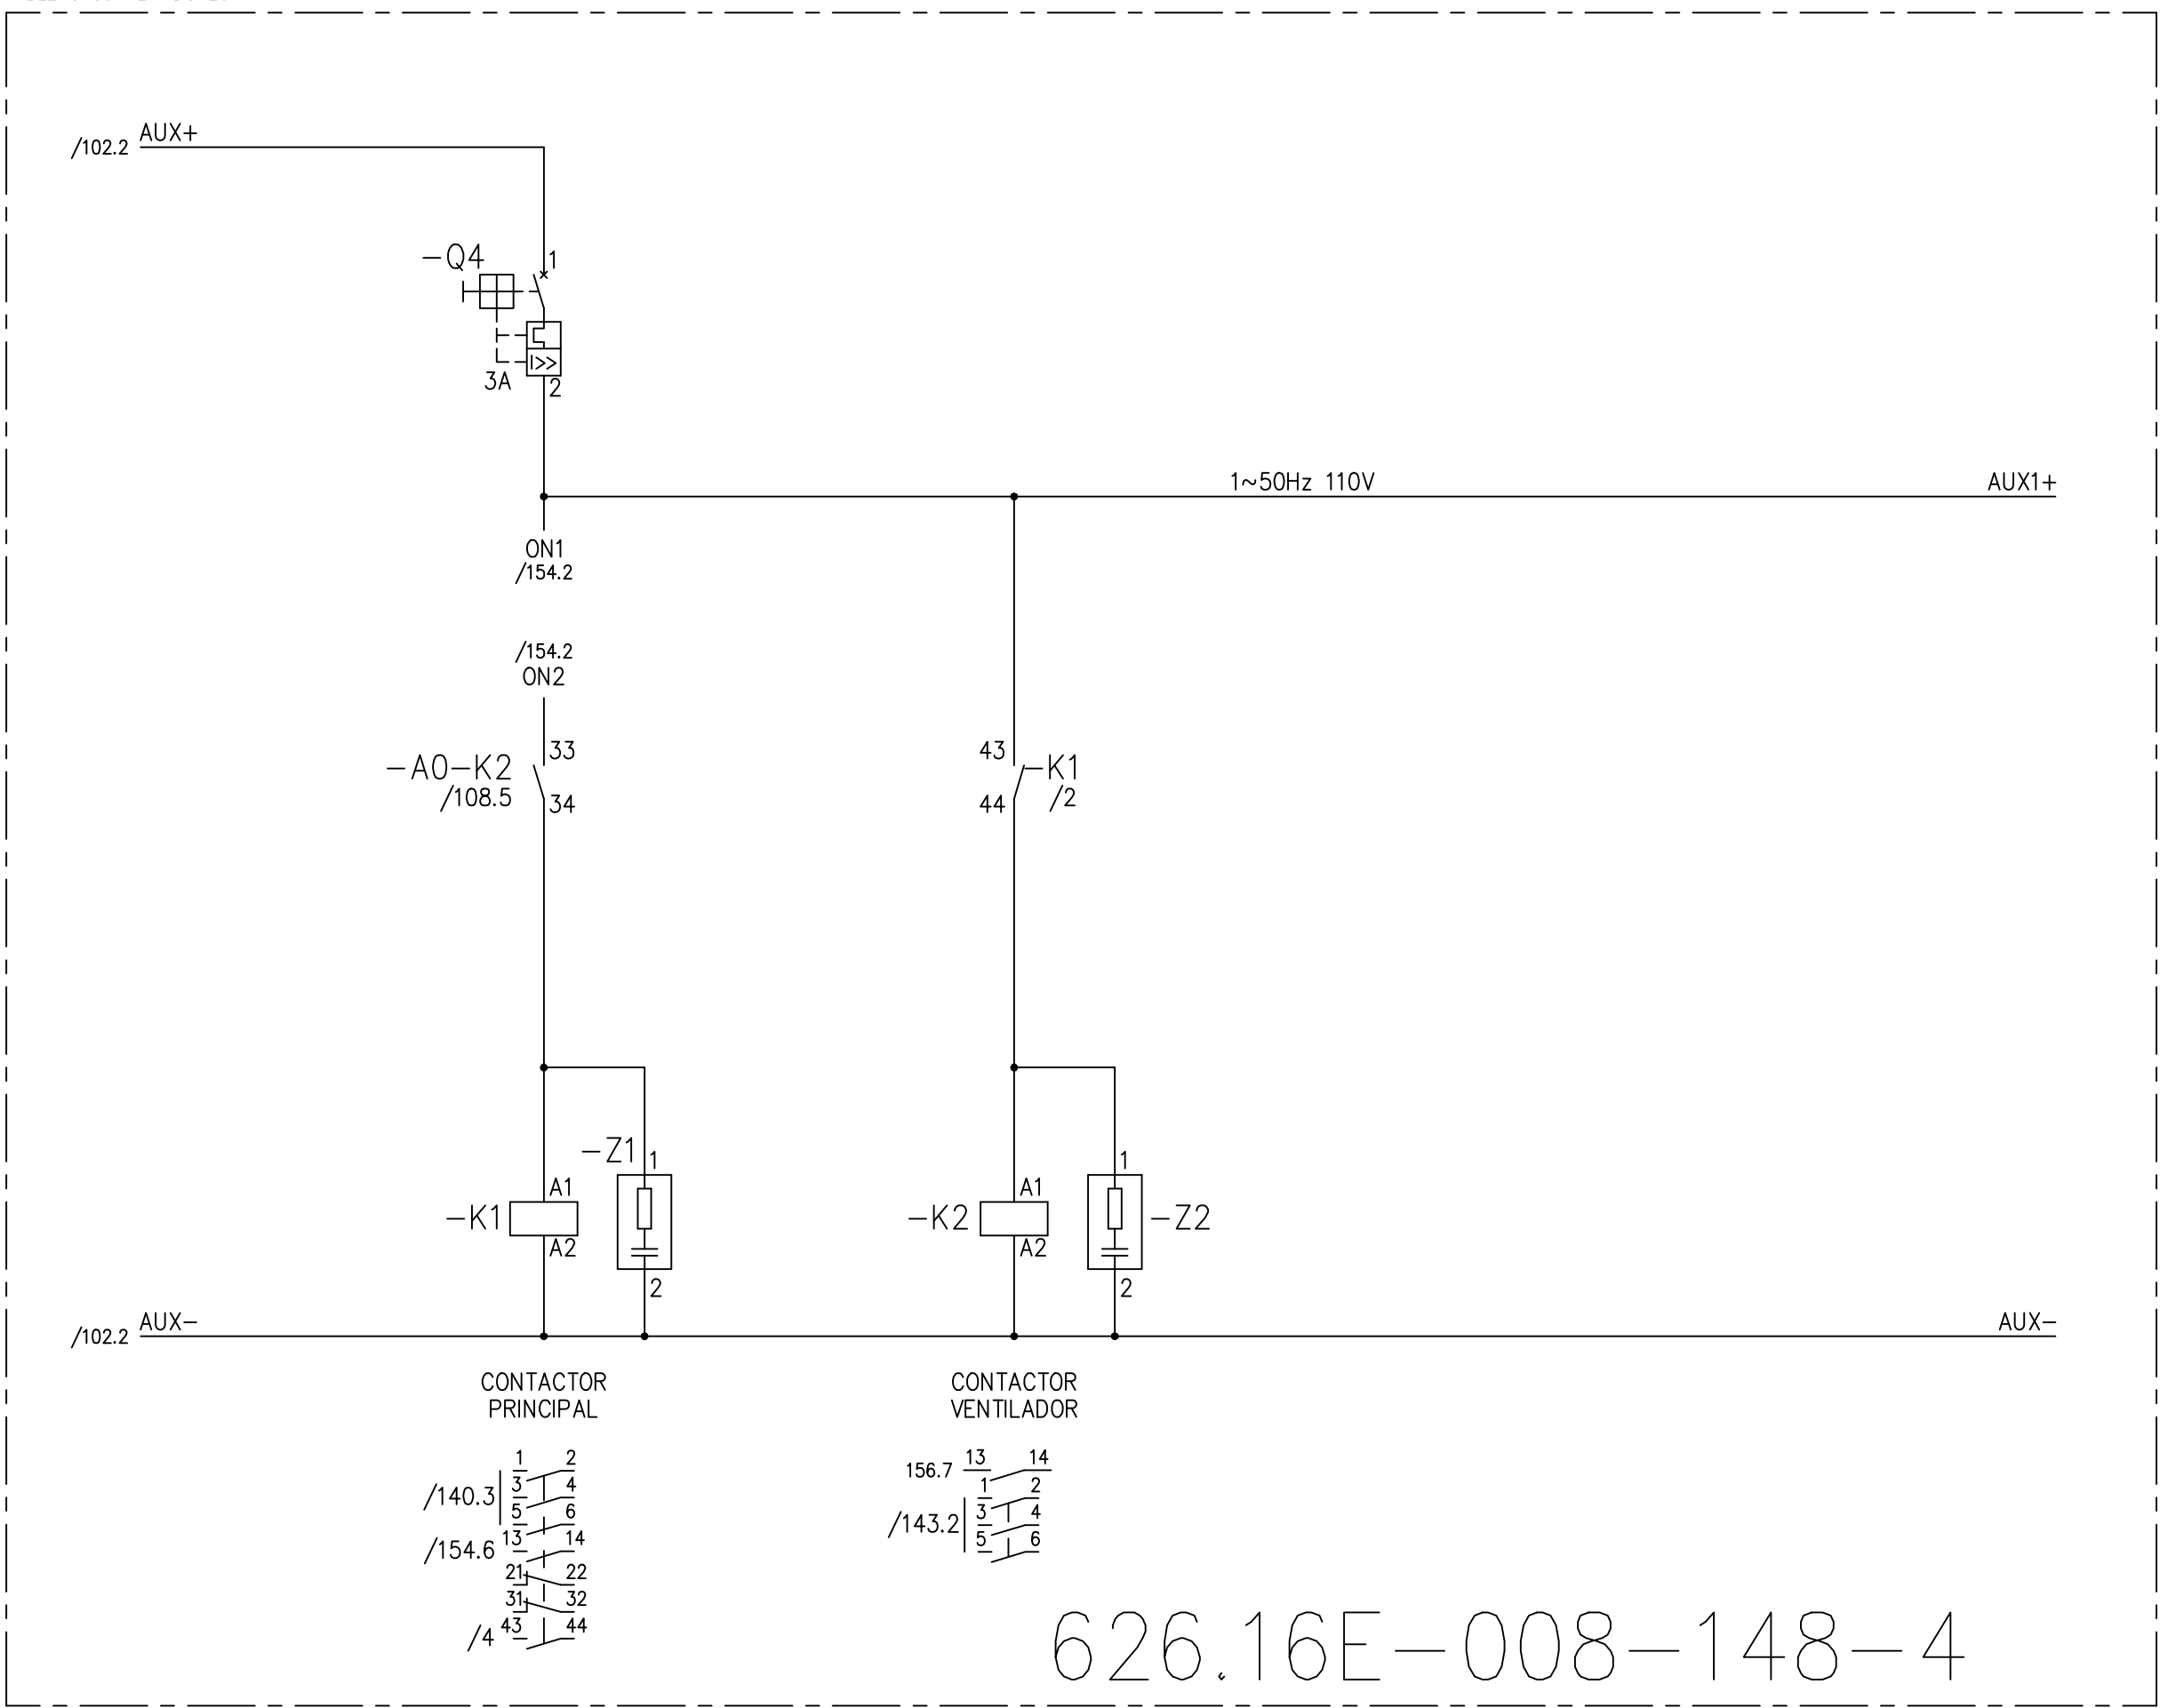 AUX+
/102.2
-Q4
1
3A
2
1~50Hz 110V
AUX1+
ON1
/154.2
/154.2
ON2
33
-A0-K2
/108.5
34
43
-K1
44
/2
-Z1
1
A1
-K1
A2
2
1
A1
-K2
-Z2
A2
2
AUX-
/102.2
AUX-
CONTACTOR
PRINCIPAL
CONTACTOR
VENTILADOR
1 2
3 4
/140.3
5 6
13 14
/154.6
21 22
31 32
43 44
/4
13 14
156.7
1 2
3 4
/143.2
5 6
626.16E-008-148-4